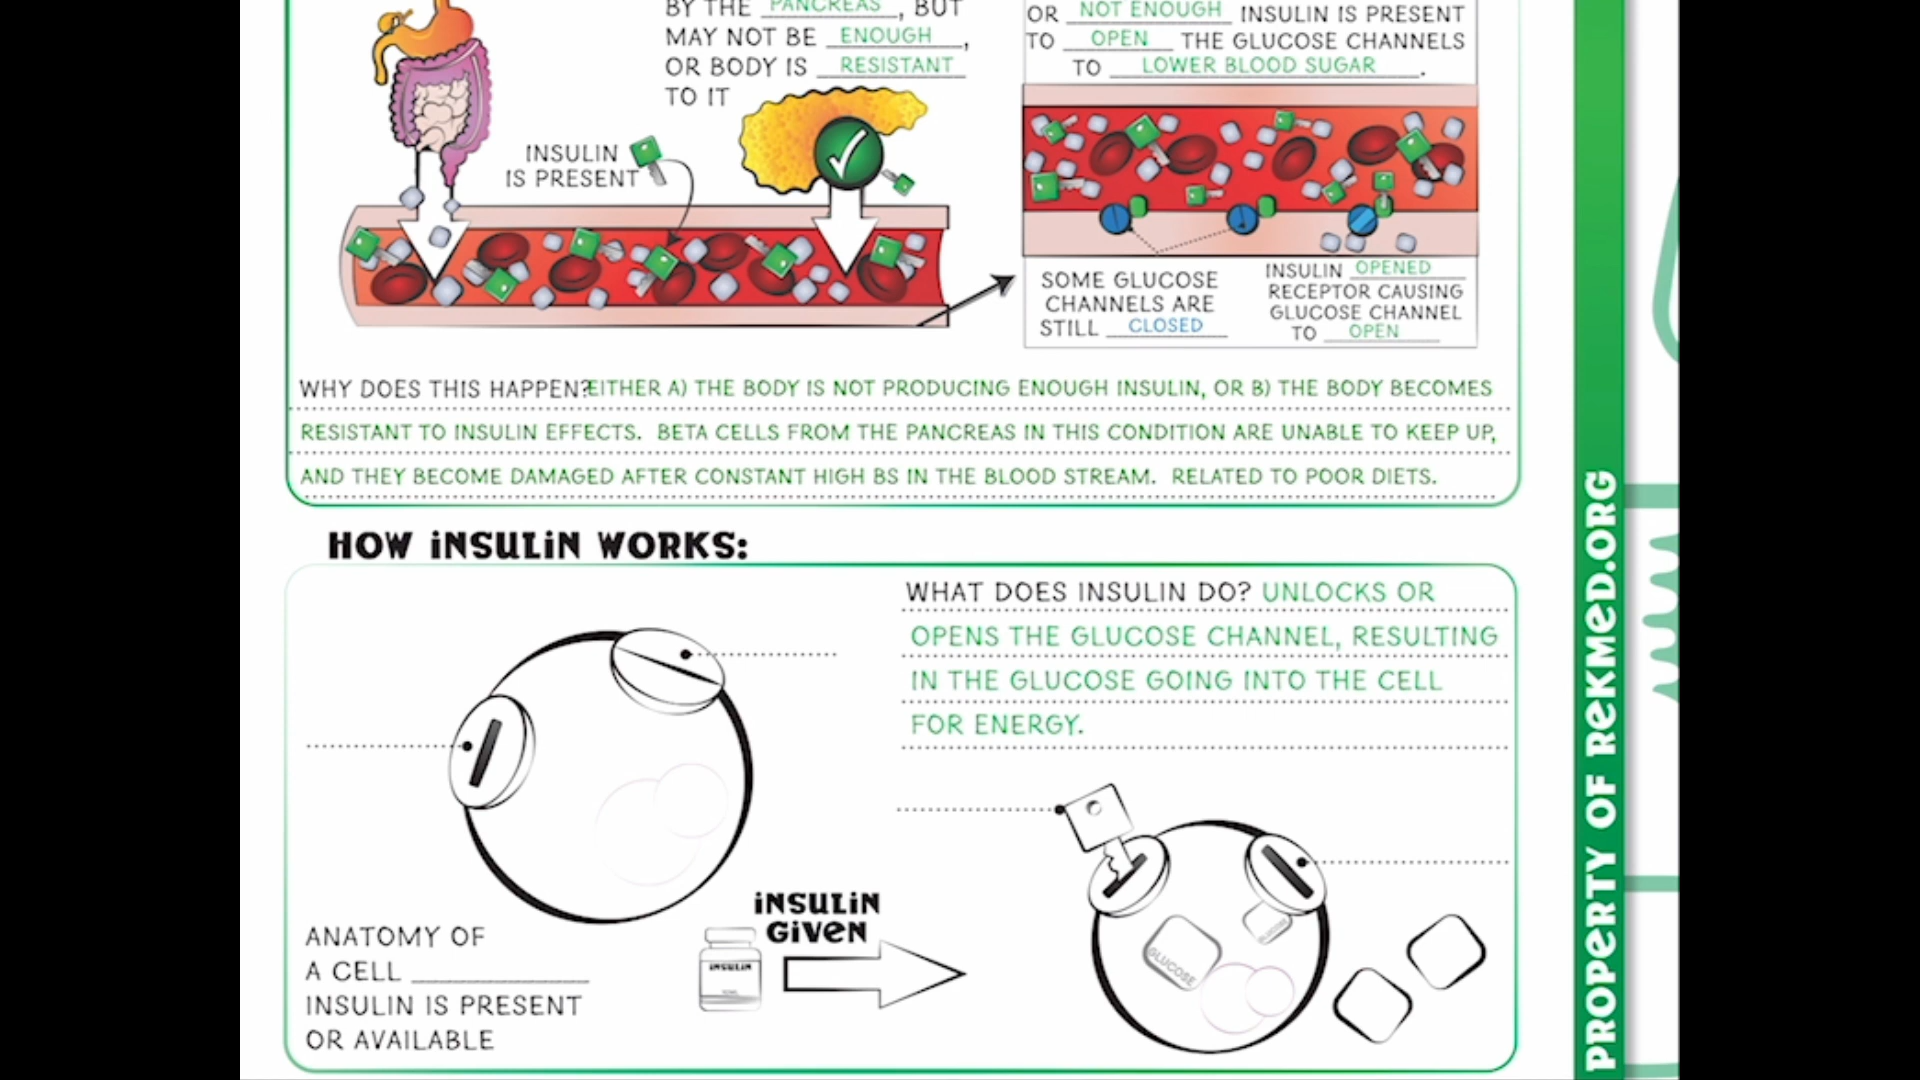 BY THE PANCREAS, BUT
MAY NOT BE ENOUGH,
OR BODY IS RESISTANT
TO IT
INSULIN
IS PRESENT
OR NOT ENOUGH INSULIN IS PRESENT
TO OPEN THE GLUCOSE CHANNELS
TO LOWER BLOOD SUGAR.
SOME GLUCOSE
CHANNELS ARE
STILL CLOSED
INSULIN OPENED
RECEPTOR CAUSING
GLUCOSE CHANNEL
TO OPEN
WHY DOES THIS HAPPEN? EITHER A) THE BODY IS NOT PRODUCING ENOUGH INSULIN, OR B) THE BODY BECOMES
RESISTANT TO INSULIN EFFECTS. BETA CELLS FROM THE PANCREAS IN THIS CONDITION ARE UNABLE TO KEEP UP,
AND THEY BECOME DAMAGED AFTER CONSTANT HIGH BS IN THE BLOOD STREAM. RELATED TO POOR DIETS.
HOW INSULIN WORKS:
WHAT DOES INSULIN DO? UNLOCKS OR
OPENS THE GLUCOSE CHANNEL, RESULTING
IN THE GLUCOSE GOING INTO THE CELL
FOR ENERGY.
ANATOMY OF
A CELL
INSULIN IS PRESENT
OR AVAILABLE
INSULIN
GIVEN
INSULIN
GLUCOSE
GLUCOSE
PROPERTY OF REKMED.ORG